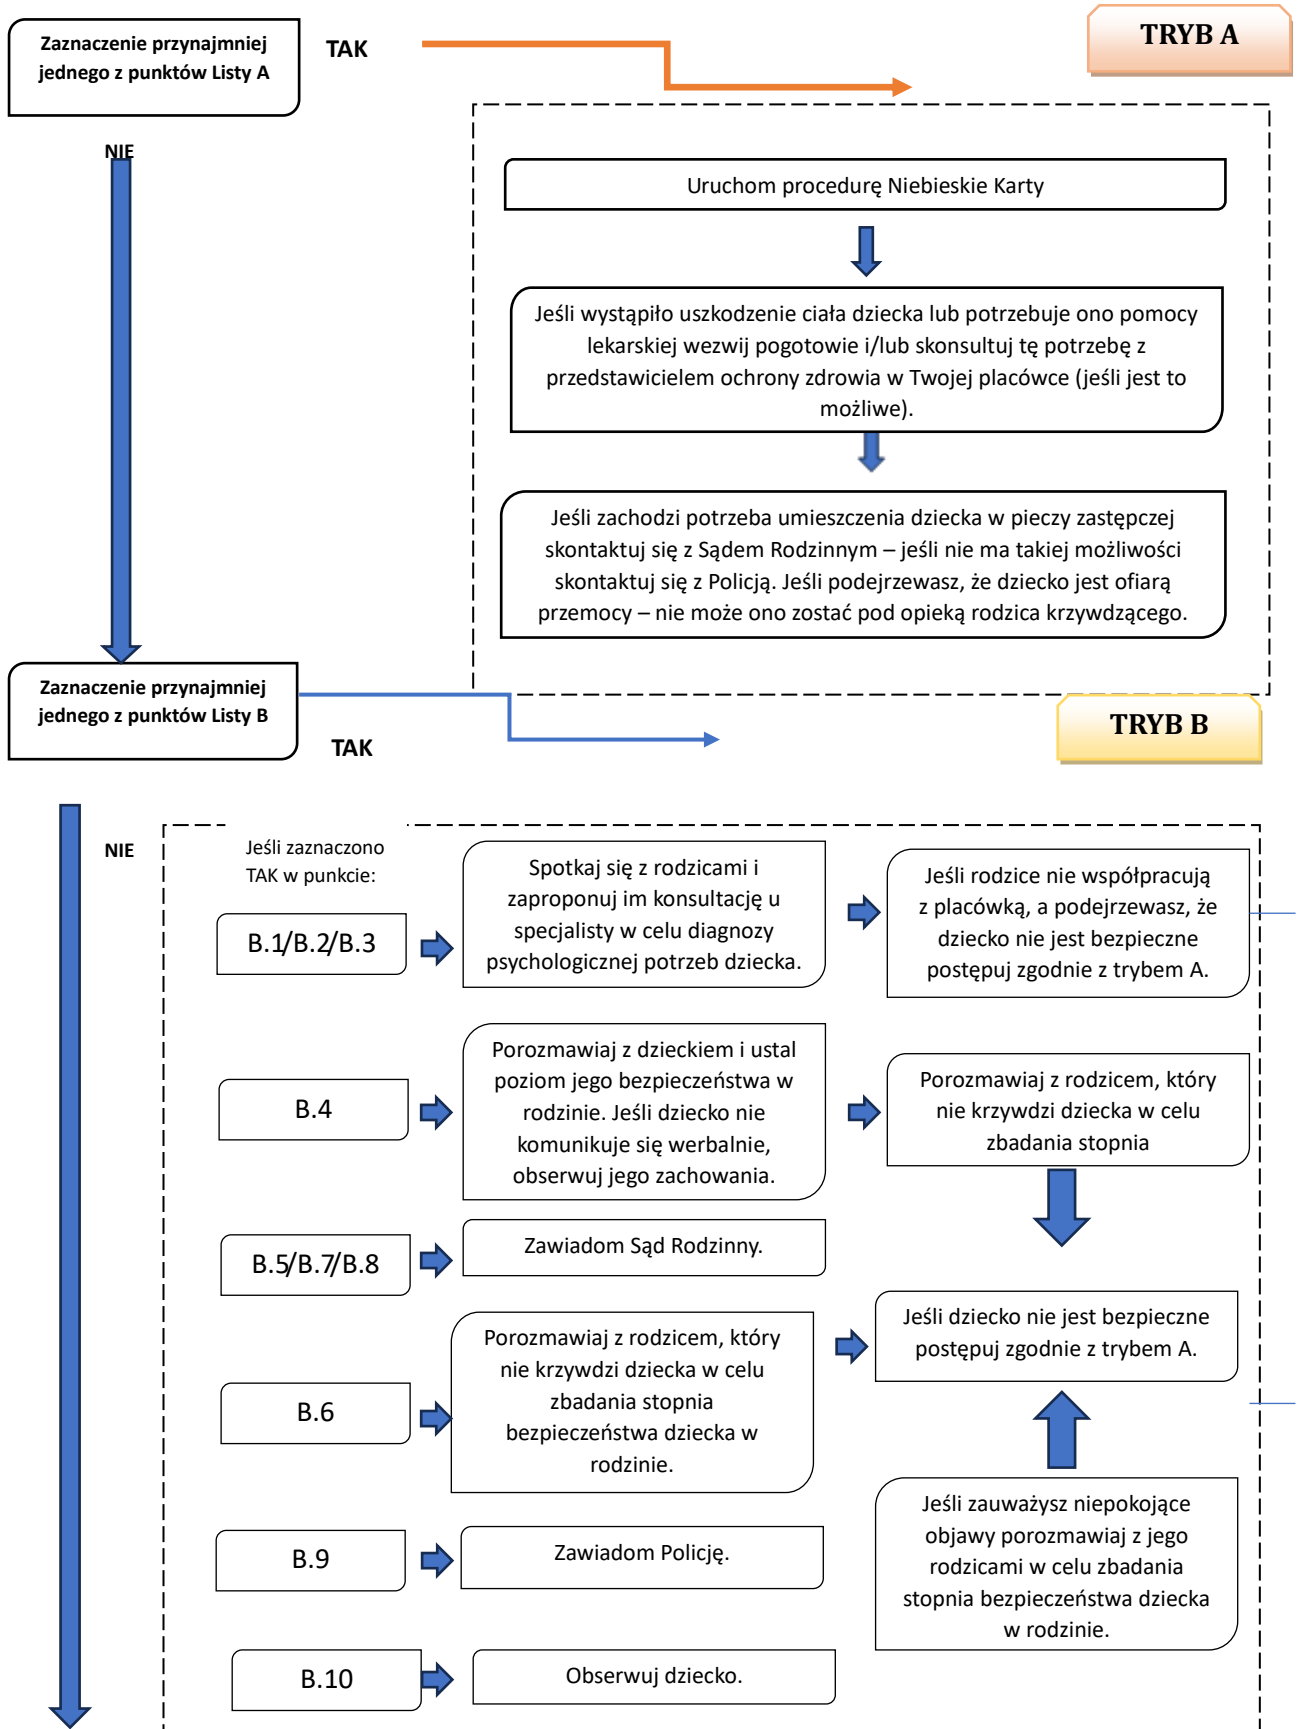 Zaznaczenie przynajmniej
jednego z punktów Listy A
TAK
TRYB A
NIE
Uruchom procedurę Niebieskie Karty
Jeśli wystąpiło uszkodzenie ciała dziecka lub potrzebuje ono pomocy
lekarskiej wezwij pogotowie i/lub skonsultuj tę potrzebę z
przedstawicielem ochrony zdrowia w Twojej placówce (jeśli jest to
możliwe).
Jeśli zachodzi potrzeba umieszczenia dziecka w pieczy zastępczej
skontaktuj się z Sądem Rodzinnym – jeśli nie ma takiej możliwości
skontaktuj się z Policją. Jeśli podejrzewasz, że dziecko jest ofiarą
przemocy – nie może ono zostać pod opieką rodzica krzywdzącego.
Zaznaczenie przynajmniej
jednego z punktów Listy B
TAK
TRYB B
NIE
Jeśli zaznaczono
TAK w punkcie:
B.1/B.2/B.3
Spotkaj się z rodzicami i
zaproponuj im konsultację u
specjalisty w celu diagnozy
psychologicznej potrzeb dziecka.
Jeśli rodzice nie współpracują
z placówką, a podejrzewasz, że
dziecko nie jest bezpieczne
postępuj zgodnie z trybem A.
B.4
Porozmawiaj z dzieckiem i ustal
poziom jego bezpieczeństwa w
rodzinie. Jeśli dziecko nie
komunikuje się werbalnie,
obserwuj jego zachowania.
Porozmawiaj z rodzicem, który
nie krzywdzi dziecka w celu
zbadania stopnia
B.5/B.7/B.8
Zawiadom Sąd Rodzinny.
B.6
Porozmawiaj z rodzicem, który
nie krzywdzi dziecka w celu
zbadania stopnia
bezpieczeństwa dziecka w
rodzinie.
Jeśli dziecko nie jest bezpieczne
postępuj zgodnie z trybem A.
B.9
Zawiadom Policję.
Jeśli zauważysz niepokojące
objawy porozmawiaj z jego
rodzicami w celu zbadania
stopnia bezpieczeństwa dziecka
w rodzinie.
B.10
Obserwuj dziecko.